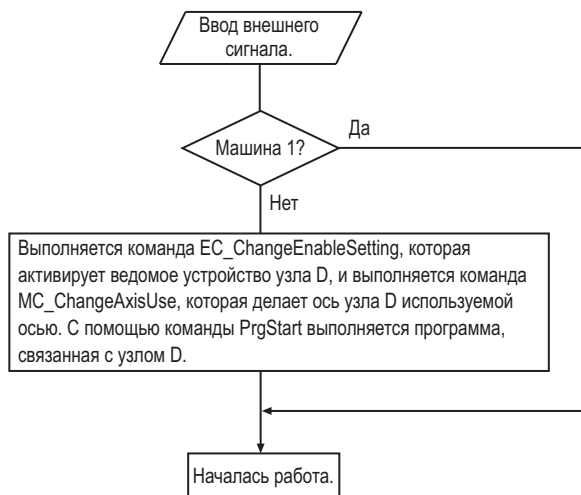 Ввод внешнего
сигнала.
Да
Машина 1?
Нет
Выполняется команда EC_ChangeEnableSetting, которая
активирует ведомое устройство узла D, и выполняется команда
MC_ChangeAxisUse, которая делает ось узла D используемой
осью. С помощью команды PrgStart выполняется программа,
связанная с узлом D.
Началась работа.